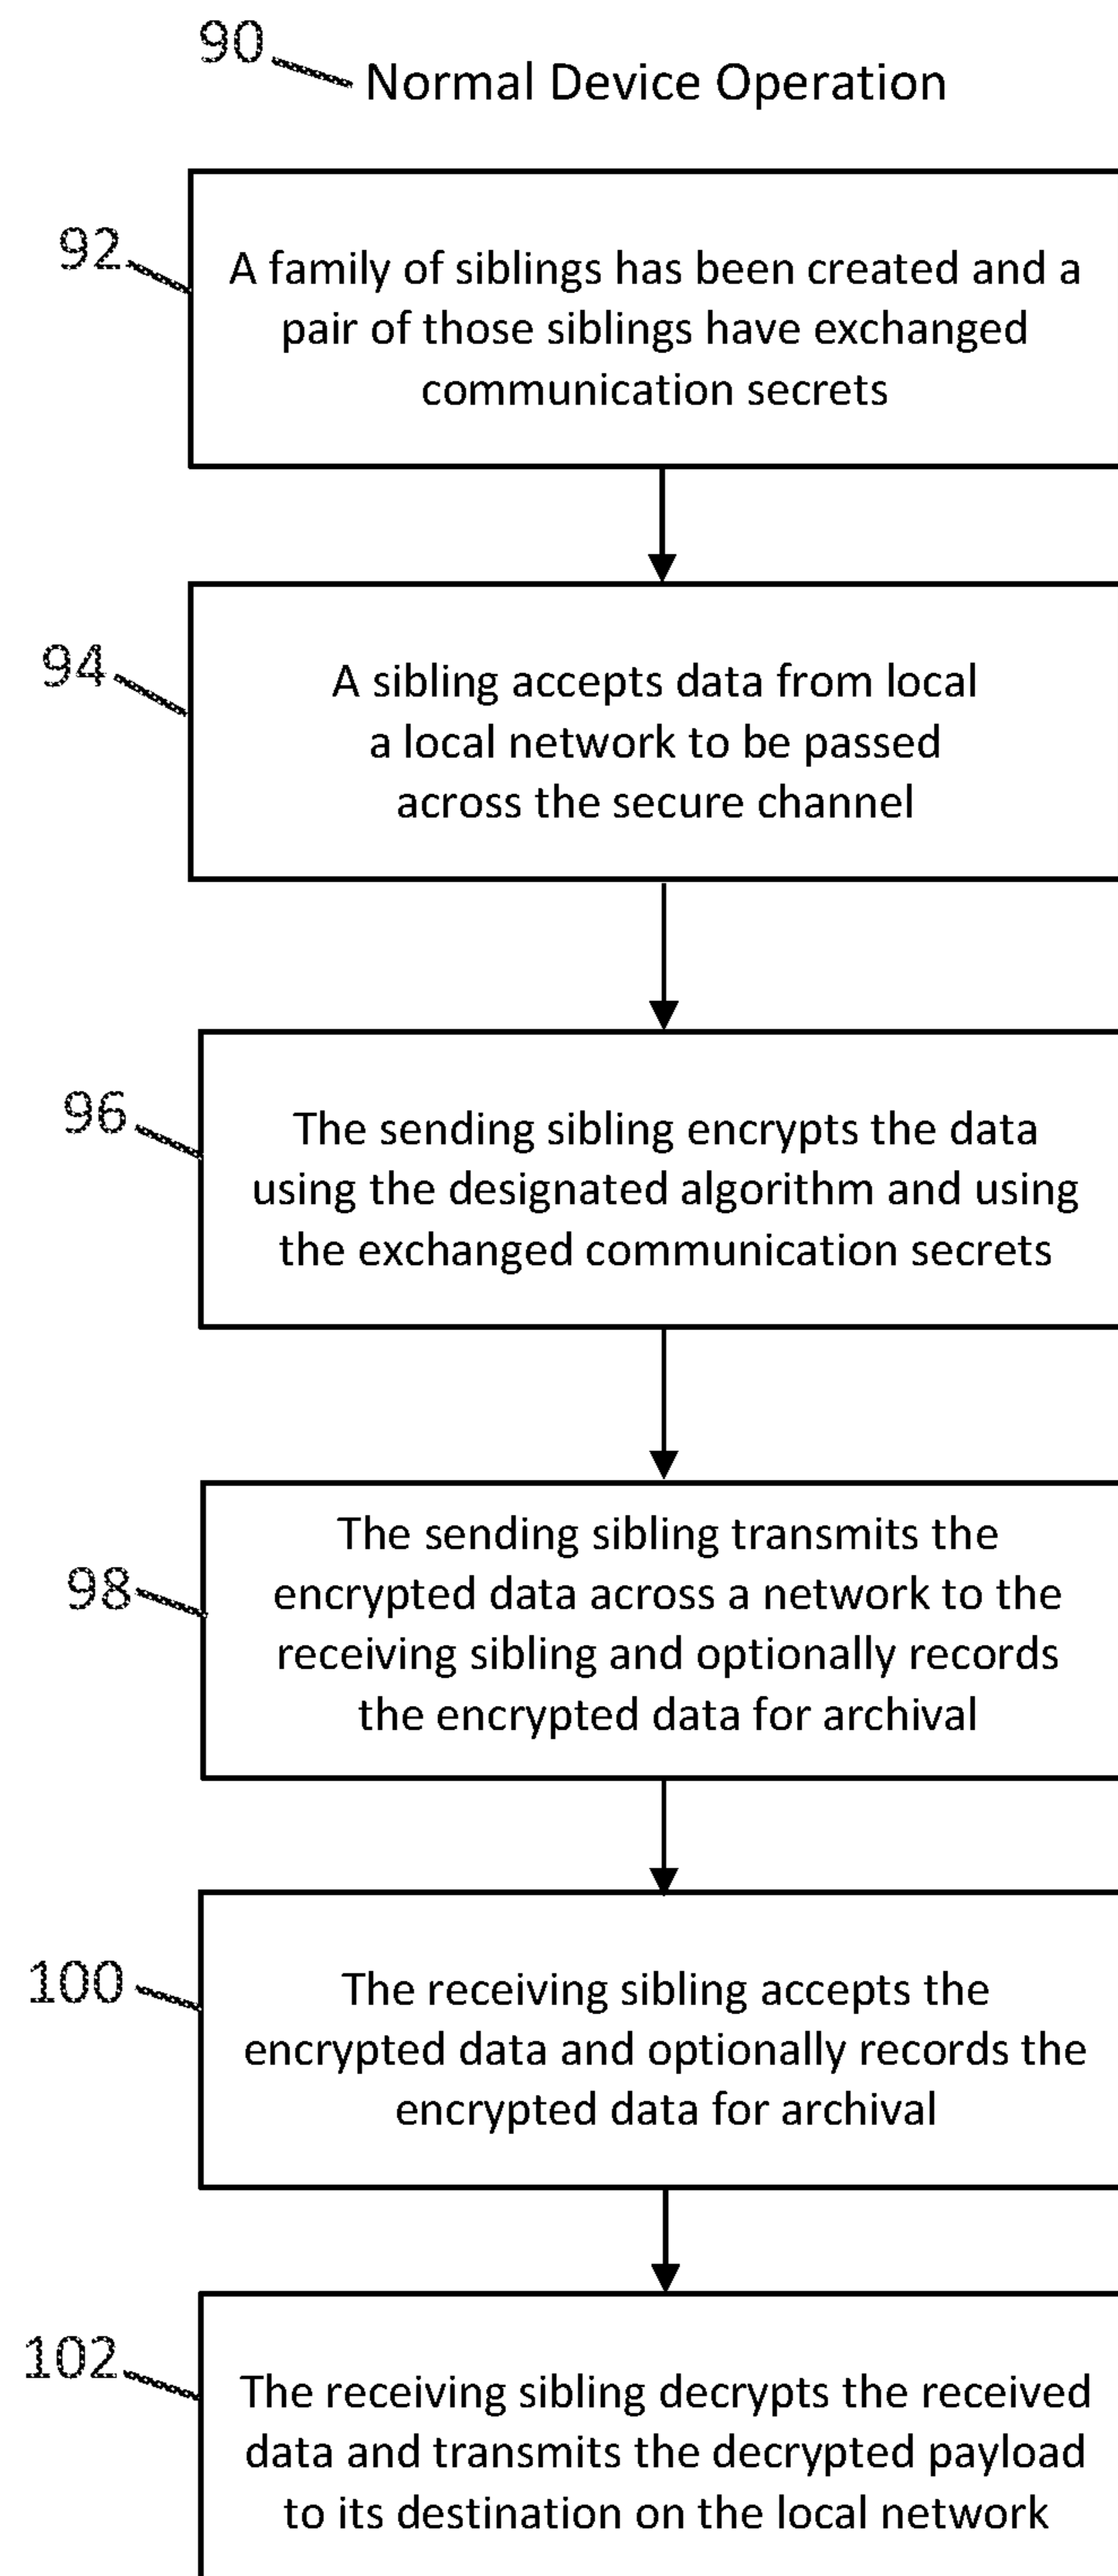 90
Normal Device Operation
92
A family of siblings has been created and a
pair of those siblings have exchanged
communication secrets
94
A sibling accepts data from local
a local network to be passed
across the secure channel
96
The sending sibling encrypts the data
using the designated algorithm and using
the exchanged communication secrets
98
The sending sibling transmits the
encrypted data across a network to the
receiving sibling and optionally records
the encrypted data for archival
100
The receiving sibling accepts the
encrypted data and optionally records the
encrypted data for archival
102
The receiving sibling decrypts the received
data and transmits the decrypted payload
to its destination on the local network